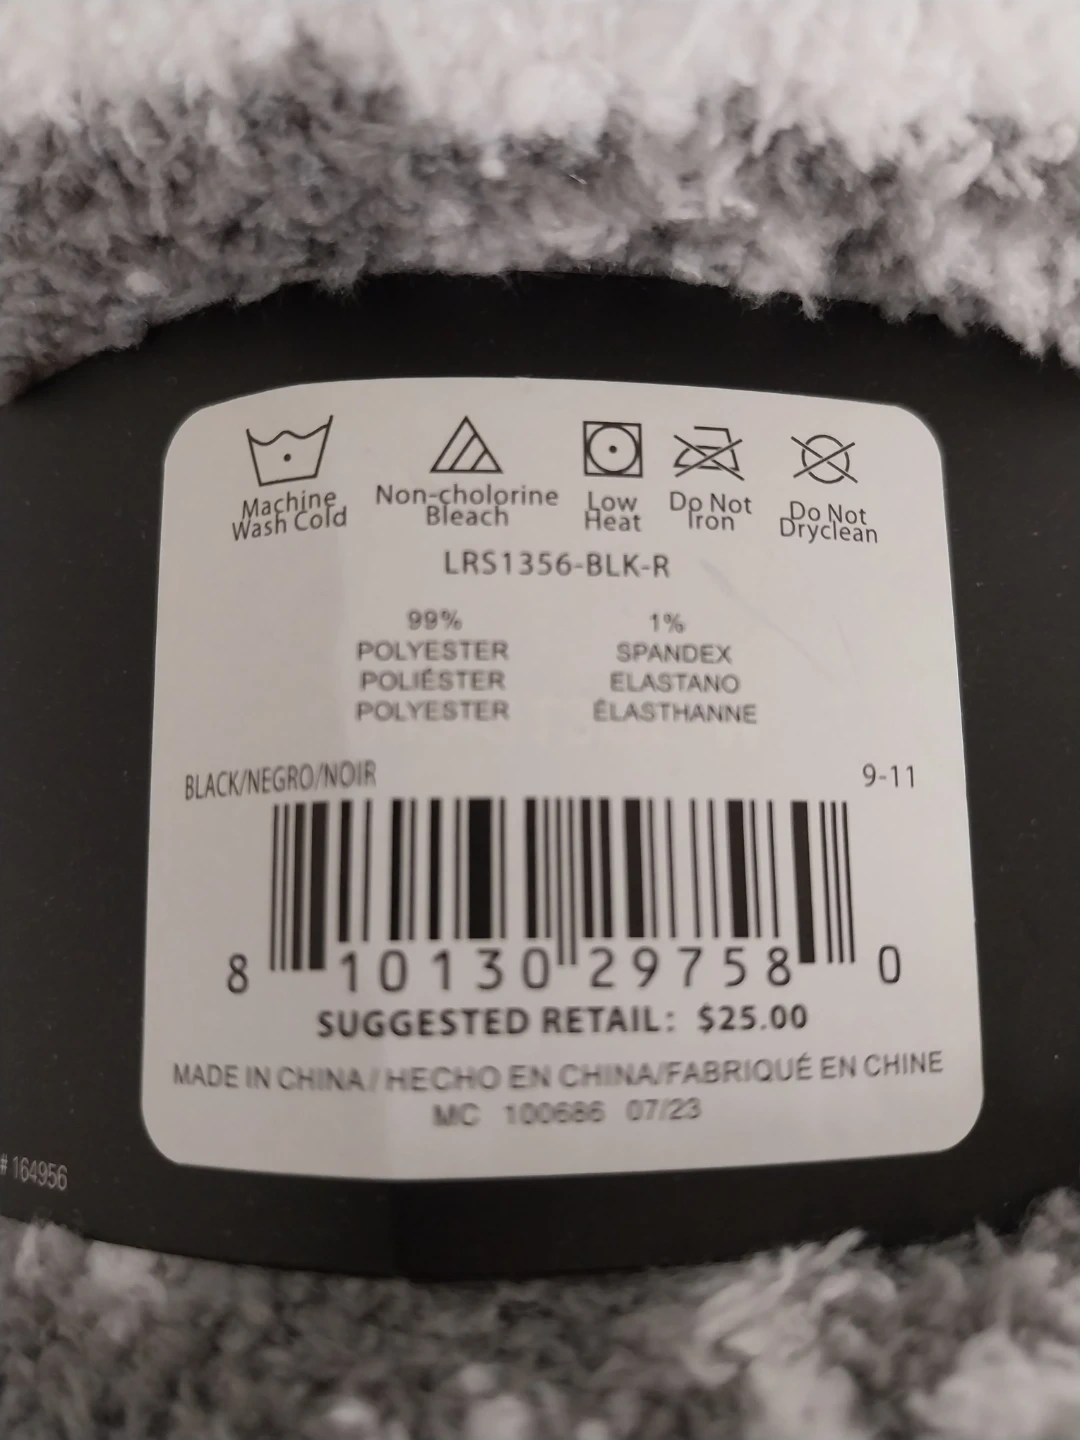 Machine
Wash Cold
Non-cholorine
Bleach
Low
Heat
Do Not
Iron
Do Not
Dryclean
LRS1356-BLK-R
99%
POLYESTER
POLIÉSTER
POLYESTER
1%
SPANDEX
ELASTANO
ÉLASTHANNE
BLACK/NEGRO/NOIR
9-11
8 10130 29758 0
SUGGESTED RETAIL: $25.00
MADE IN CHINA/HECHO EN CHINA/FABRIQUÉ EN CHINE
MC 100686 07/23
# 164956